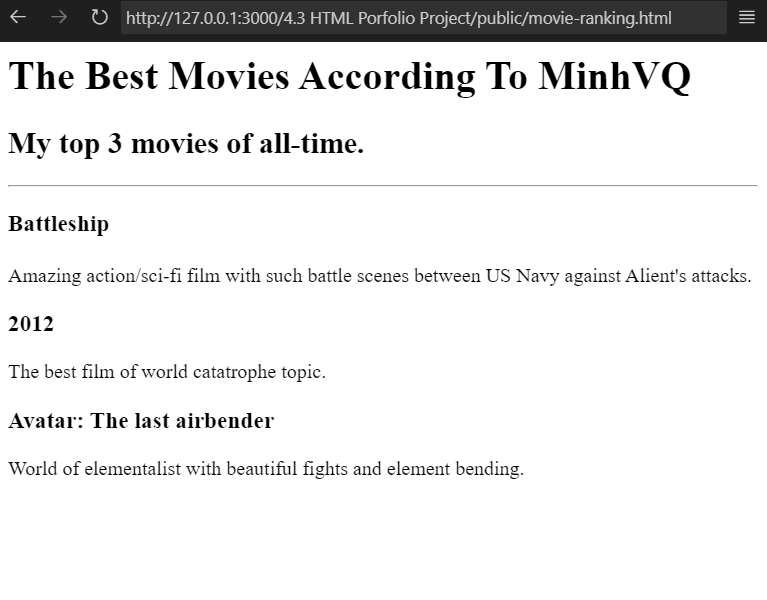 http://127.0.0.1:3000/4.3 HTML Porfolio Project/public/movie-ranking.html
The Best Movies According To MinhVQ
My top 3 movies of all-time.
Battleship
Amazing action/sci-fi film with such battle scenes between US Navy against Alient's attacks.
2012
The best film of world catatrophe topic.
Avatar: The last airbender
World of elementalist with beautiful fights and element bending.